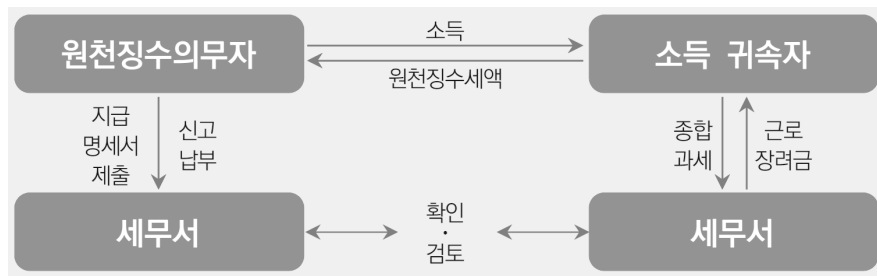 원천징수의무자
소득
원천징수세액
소득 귀속자
지급
명세서
제출
신고
납부
종합
과세
근로
장려금
세무서
확인
·
검토
세무서